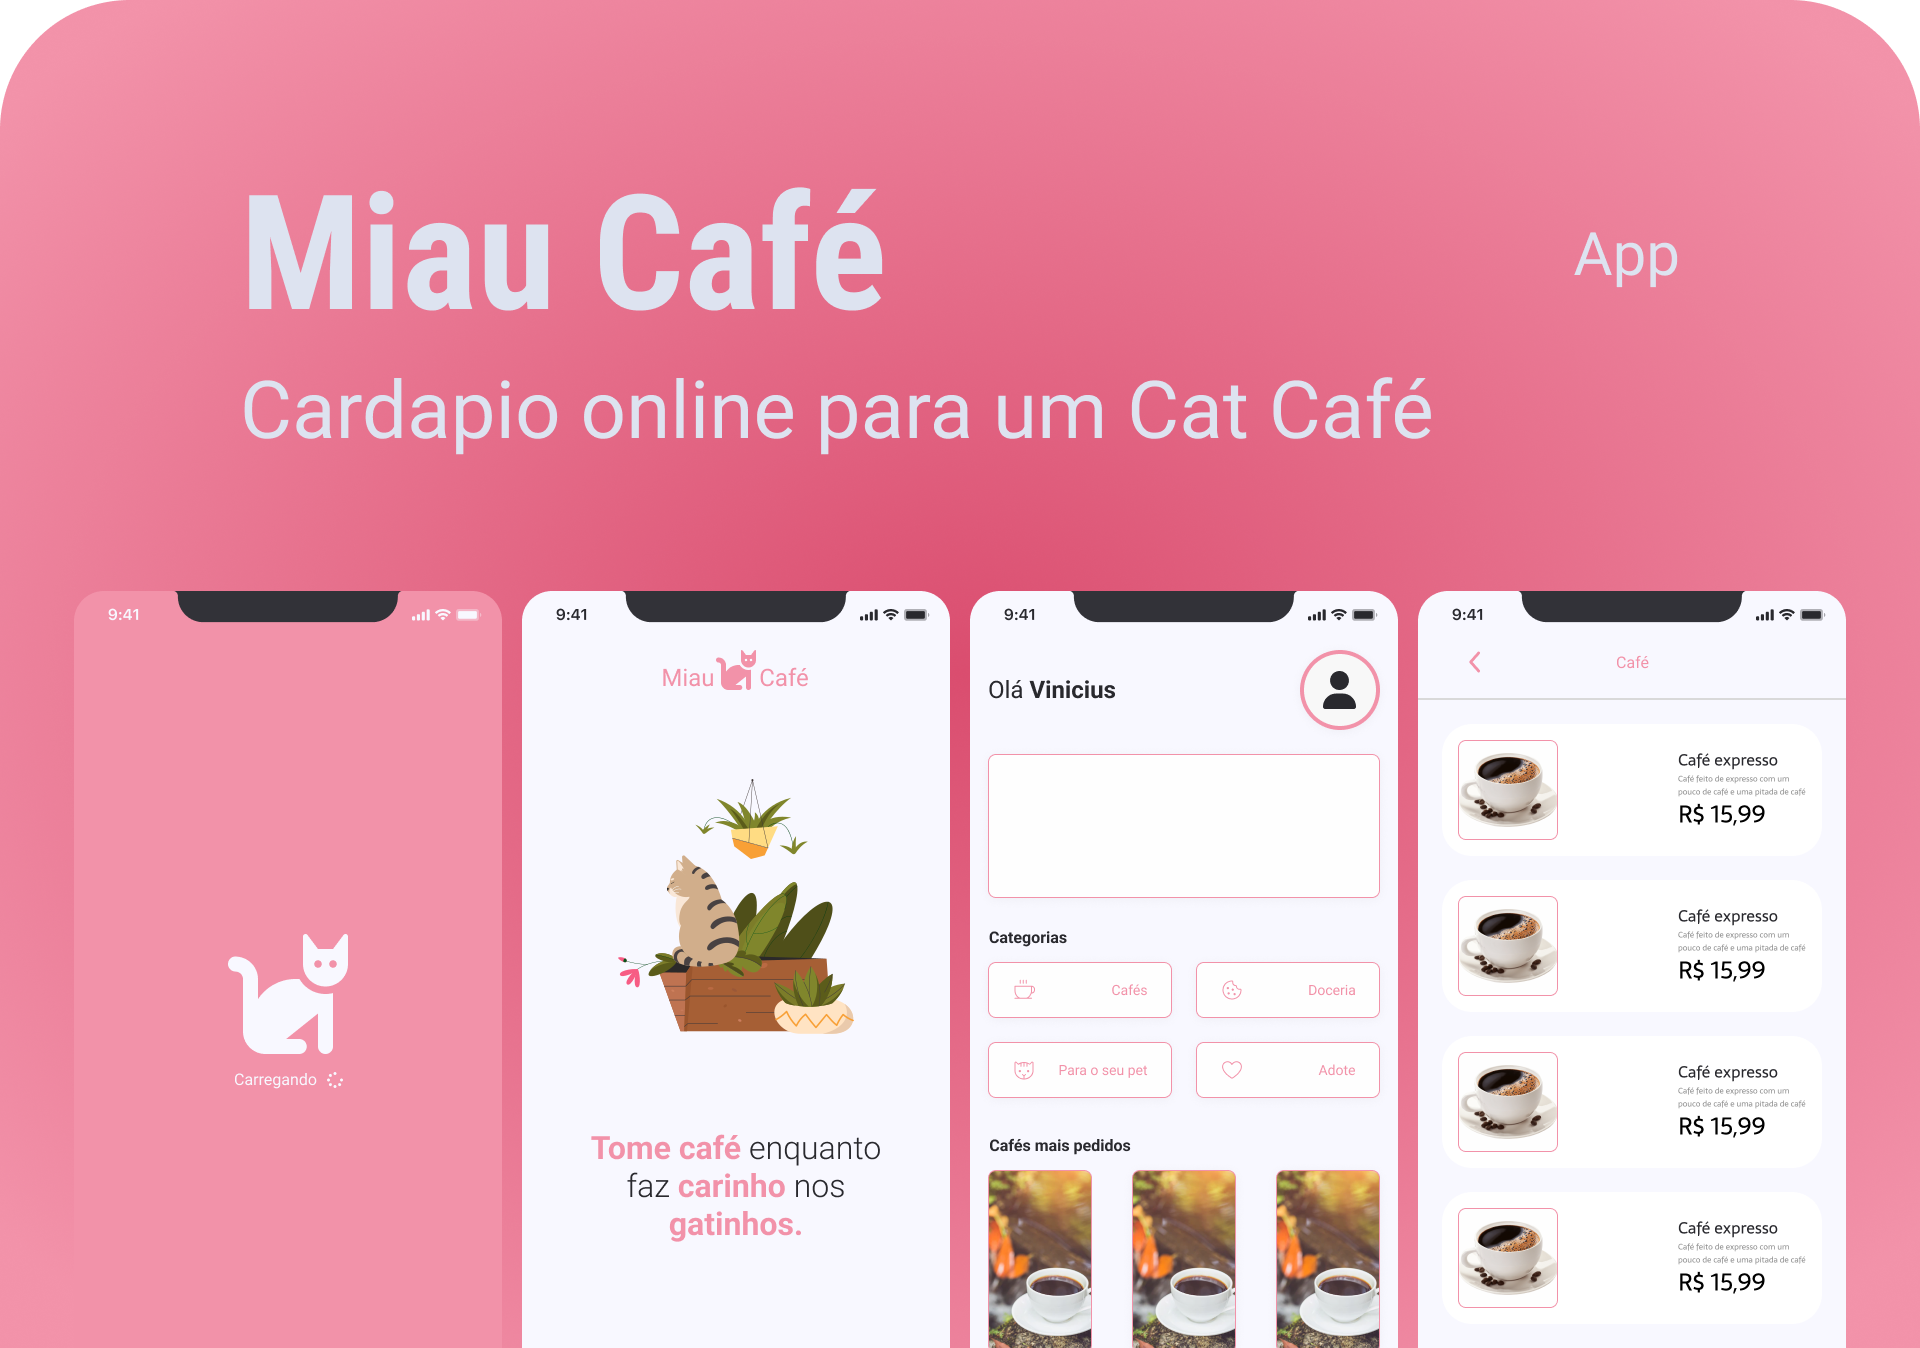 Miau Café
App
Cardapio online para um Cat Café
9:41
Carregando
9:41
Miau Café
Tome café enquanto
faz carinho nos
gatinhos.
9:41
Olá Vinicius
Categorias
Cafés
Doceria
Para o seu pet
Adote
Cafés mais pedidos
9:41
Café
Café expresso
Café feito de expresso com um
pouco de café e uma pitada de café
R$ 15,99
Café expresso
Café feito de expresso com um
pouco de café e uma pitada de café
R$ 15,99
Café expresso
Café feito de expresso com um
pouco de café e uma pitada de café
R$ 15,99
Café expresso
Café feito de expresso com um
pouco de café e uma pitada de café
R$ 15,99